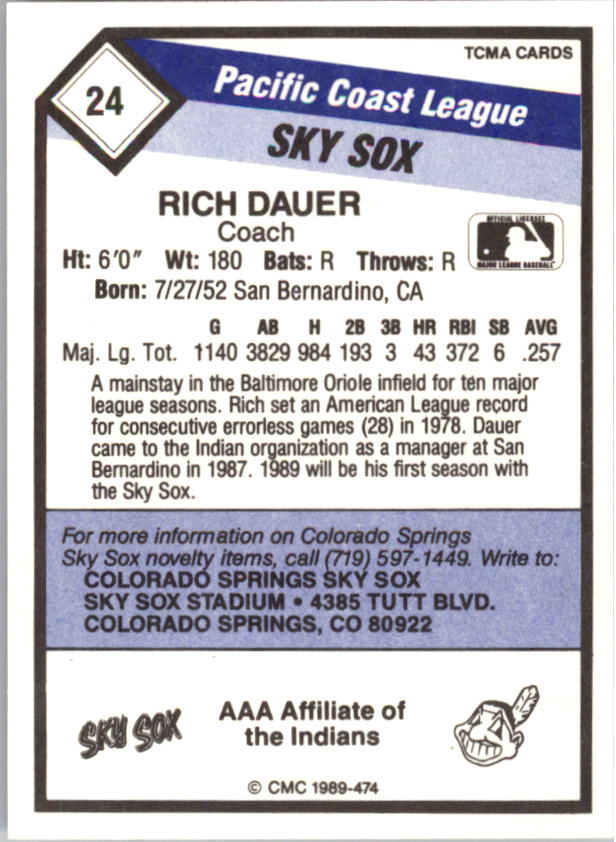 TCMA CARDS
24
Pacific Coast League
SKY SOX
RICH DAUER
Coach
OFFICIAL LICENSEE
MAJOR LEAGUE BASEBALL
Ht: 6'0" Wt: 180 Bats: R Throws: R
Born: 7/27/52 San Bernardino, CA
G AB H 2B 3B HR RBI SB AVG
Maj. Lg. Tot. 1140 3829 984 193 3 43 372 6 .257
A mainstay in the Baltimore Oriole infield for ten major
league seasons. Rich set an American League record
for consecutive errorless games (28) in 1978. Dauer
came to the Indian organization as a manager at San
Bernardino in 1987. 1989 will be his first season with
the Sky Sox.
For more information on Colorado Springs
Sky Sox novelty items, call (719) 597-1449. Write to:
COLORADO SPRINGS SKY SOX
SKY SOX STADIUM • 4385 TUTT BLVD.
COLORADO SPRINGS, CO 80922
SKY SOX
AAA Affiliate of
the Indians
© CMC 1989-474